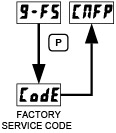 9-FS CNFP
P
CodE
FACTORY
SERVICE CODE